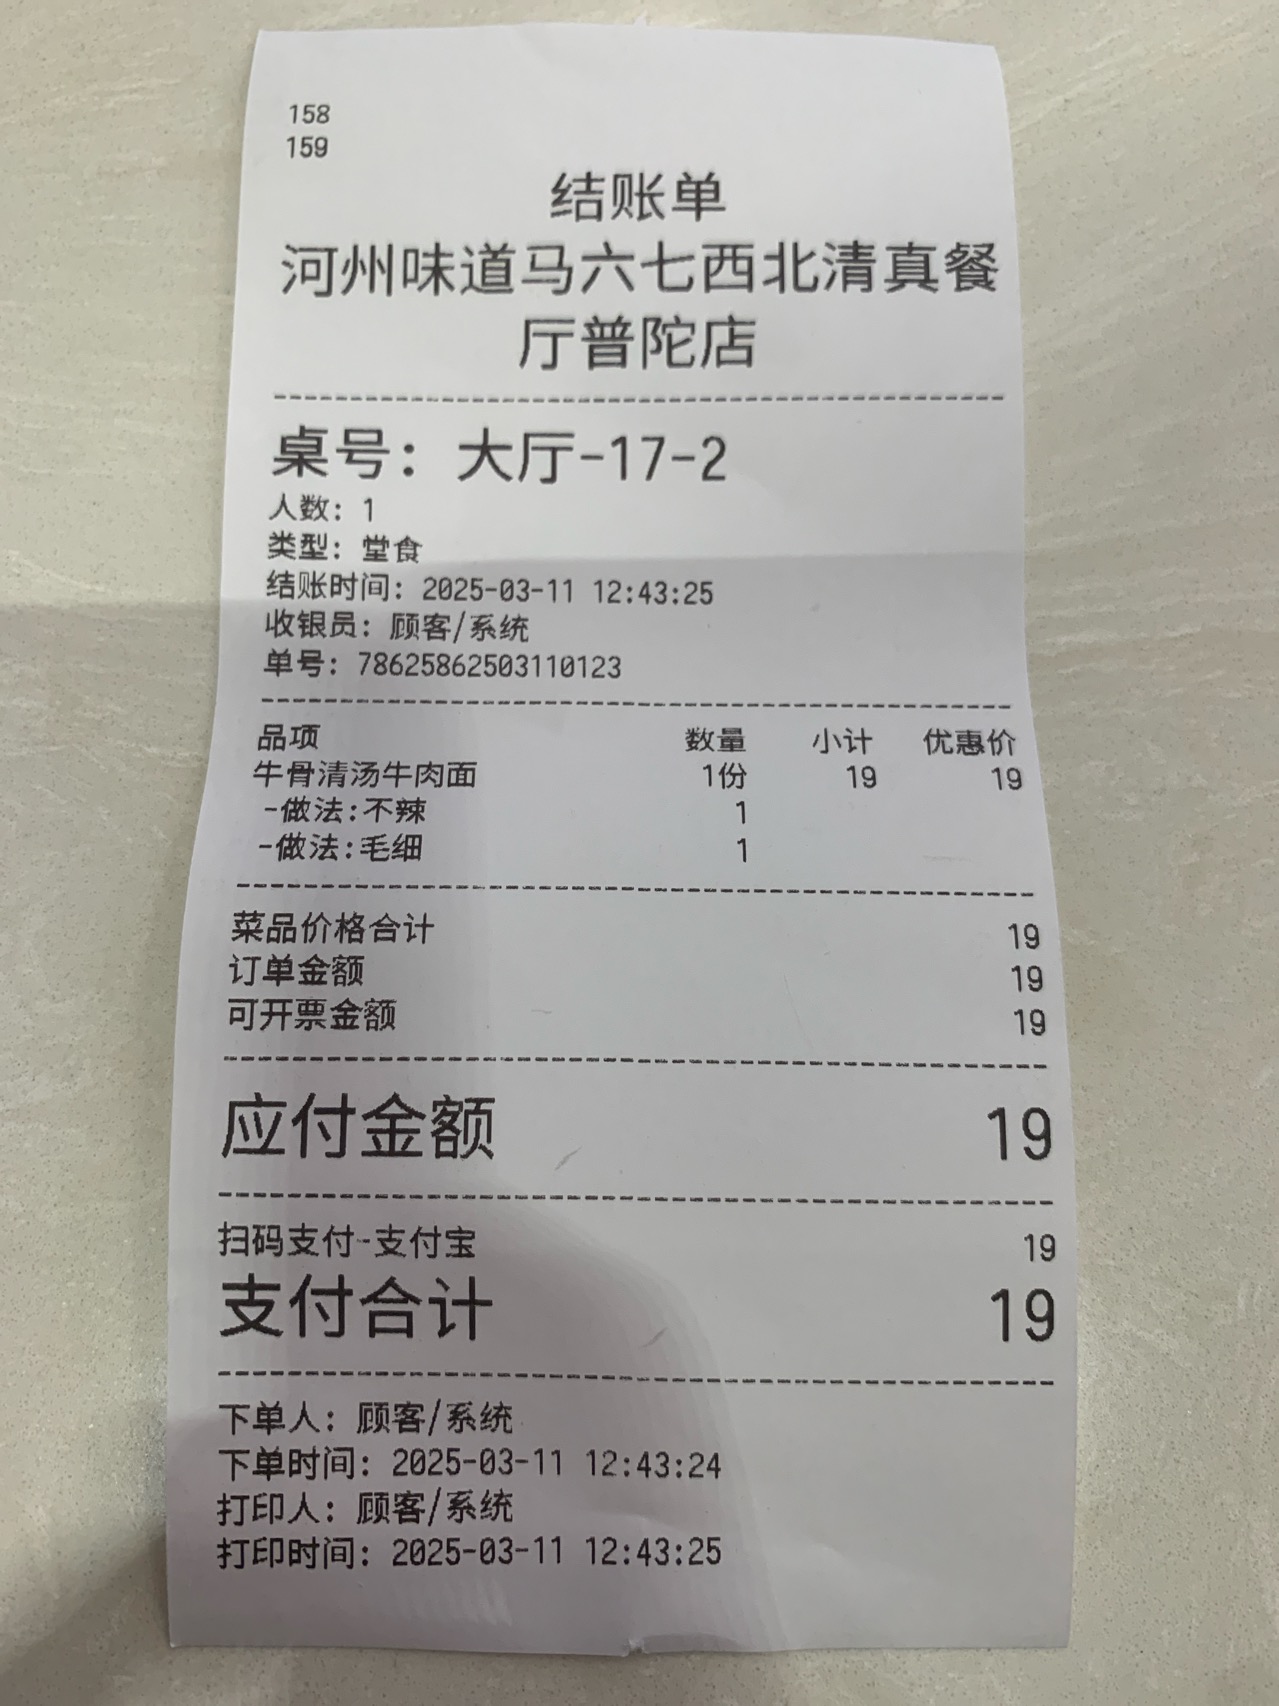 158
159
结账单
河州味道马六七西北清真餐
厅普陀店
桌号：大厅-17-2
人数：1
类型：堂食
结账时间：2025-03-11 12:43:25
收银员：顾客/系统
单号：78625862503110123
品项 数量 小计 优惠价
牛骨清汤牛肉面 1份 19 19
-做法:不辣 1
-做法:毛细 1
菜品价格合计 19
订单金额 19
可开票金额 19
应付金额 19
扫码支付-支付宝 19
支付合计 19
下单人：顾客/系统
下单时间：2025-03-11 12:43:24
打印人：顾客/系统
打印时间：2025-03-11 12:43:25